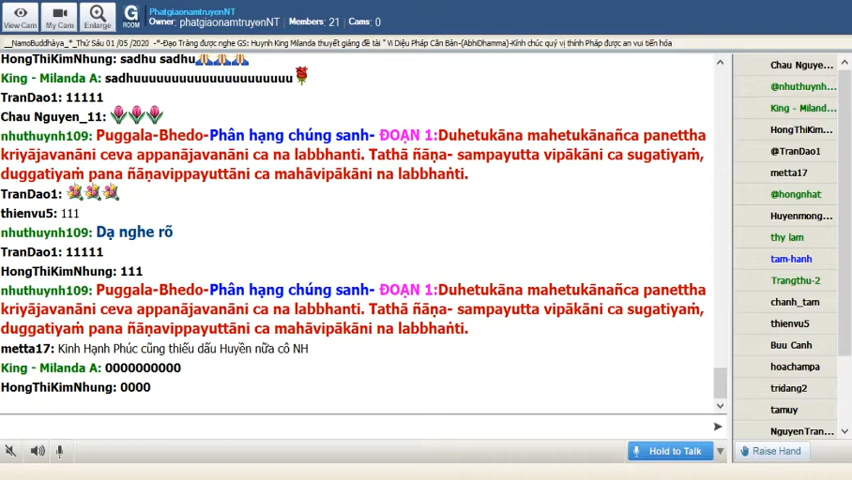 View Cam
My Cam
Enlarge
G
ROOM
PhatgiaonamtruyenNT
Owner: phatgiaonamtruyenNT
Members: 21
Cams: 0
__NamoBuddhàya_*_Thứ Sáu 01 /05 /2020 -*-Đạo Tràng được nghe GS: Huynh King Milanda thuyết giảng đề tài " Vi Diệu Pháp Căn Bản-{AbhiDhamma}-Kính chúc quý vị thính Pháp được an vui tiến hóa
HongThiKimNhung: sadhu sadhu🙏🙏🙏
King - Milanda A: sadhuuuuuuuuuuuuuuuuuuuuu🌹
TranDao1: 11111
Chau Nguyen_11: 🌷🌷🌷
nhuthuynh109: Puggala-Bhedo-Phân hạng chúng sanh- ĐOẠN 1:Duhetukāna mahetukānañca panettha
kriyājavanāni ceva appanājavanāni ca na labbhanti. Tathā ñāṇa- sampayutta vipākāni ca sugatiyaṁ,
duggatiyaṁ pana ñāṇavippayuttāni ca mahāvipākāni na labbhaṅti.
TranDao1: 💐💐💐
thienvu5: 111
nhuthuynh109: Dạ nghe rõ
TranDao1: 11111
HongThiKimNhung: 111
nhuthuynh109: Puggala-Bhedo-Phân hạng chúng sanh- ĐOẠN 1:Duhetukāna mahetukānañca panettha
kriyājavanāni ceva appanājavanāni ca na labbhanti. Tathā ñāṇa- sampayutta vipākāni ca sugatiyaṁ,
duggatiyaṁ pana ñāṇavippayuttāni ca mahāvipākāni na labbhaṅti.
metta17: Kinh Hạnh Phúc cũng thiếu dấu Huyền nữa cô NH
King - Milanda A: 0000000000
HongThiKimNhung: 0000
Hold to Talk
Chau Nguye...
@nhuthuynh...
King - Miland...
HongThiKimN...
@TranDao1
metta17
@hongnhat
Huyenmong...
thy lam
tam-hanh
Trangthu-2
chanh_tam
thienvu5
Buu Canh
hoachampa
tridang2
tamuy
NguyenTran...
Raise Hand